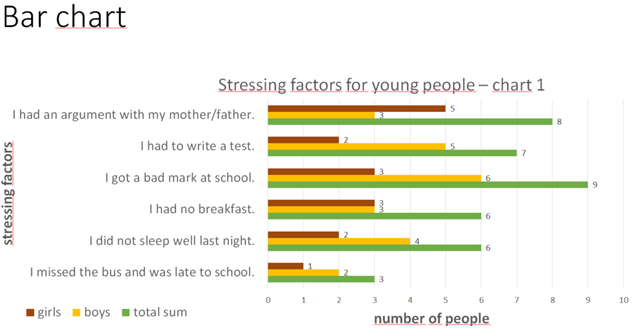 Bar chart
Stressing factors for young people – chart 1
stressing factors
I had an argument with my mother/father.
5
3
8
I had to write a test.
2
5
7
I got a bad mark at school.
3
6
9
I had no breakfast.
3
3
6
I did not sleep well last night.
2
4
6
I missed the bus and was late to school.
1
2
3
0 1 2 3 4 5 6 7 8 9 10
girls boys total sum
number of people